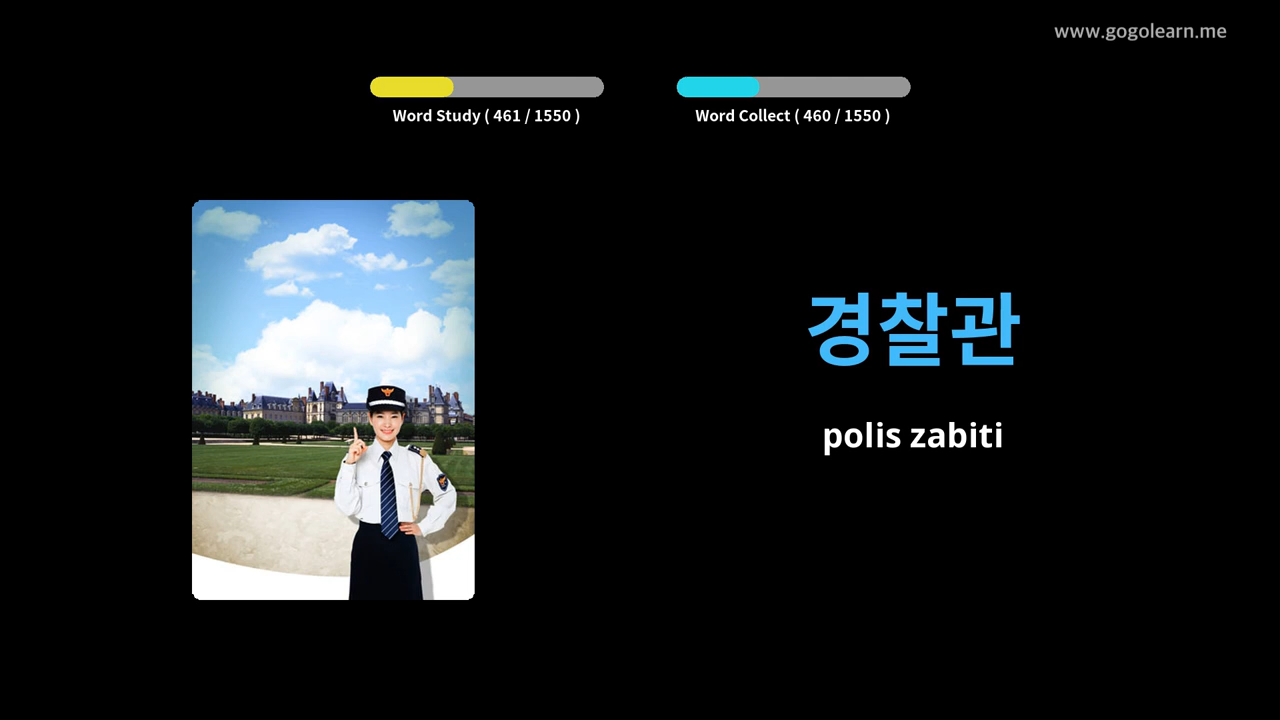 www.gogolearn.me
Word Study ( 461 / 1550 )
Word Collect ( 460 / 1550 )
경찰관
polis zabiti